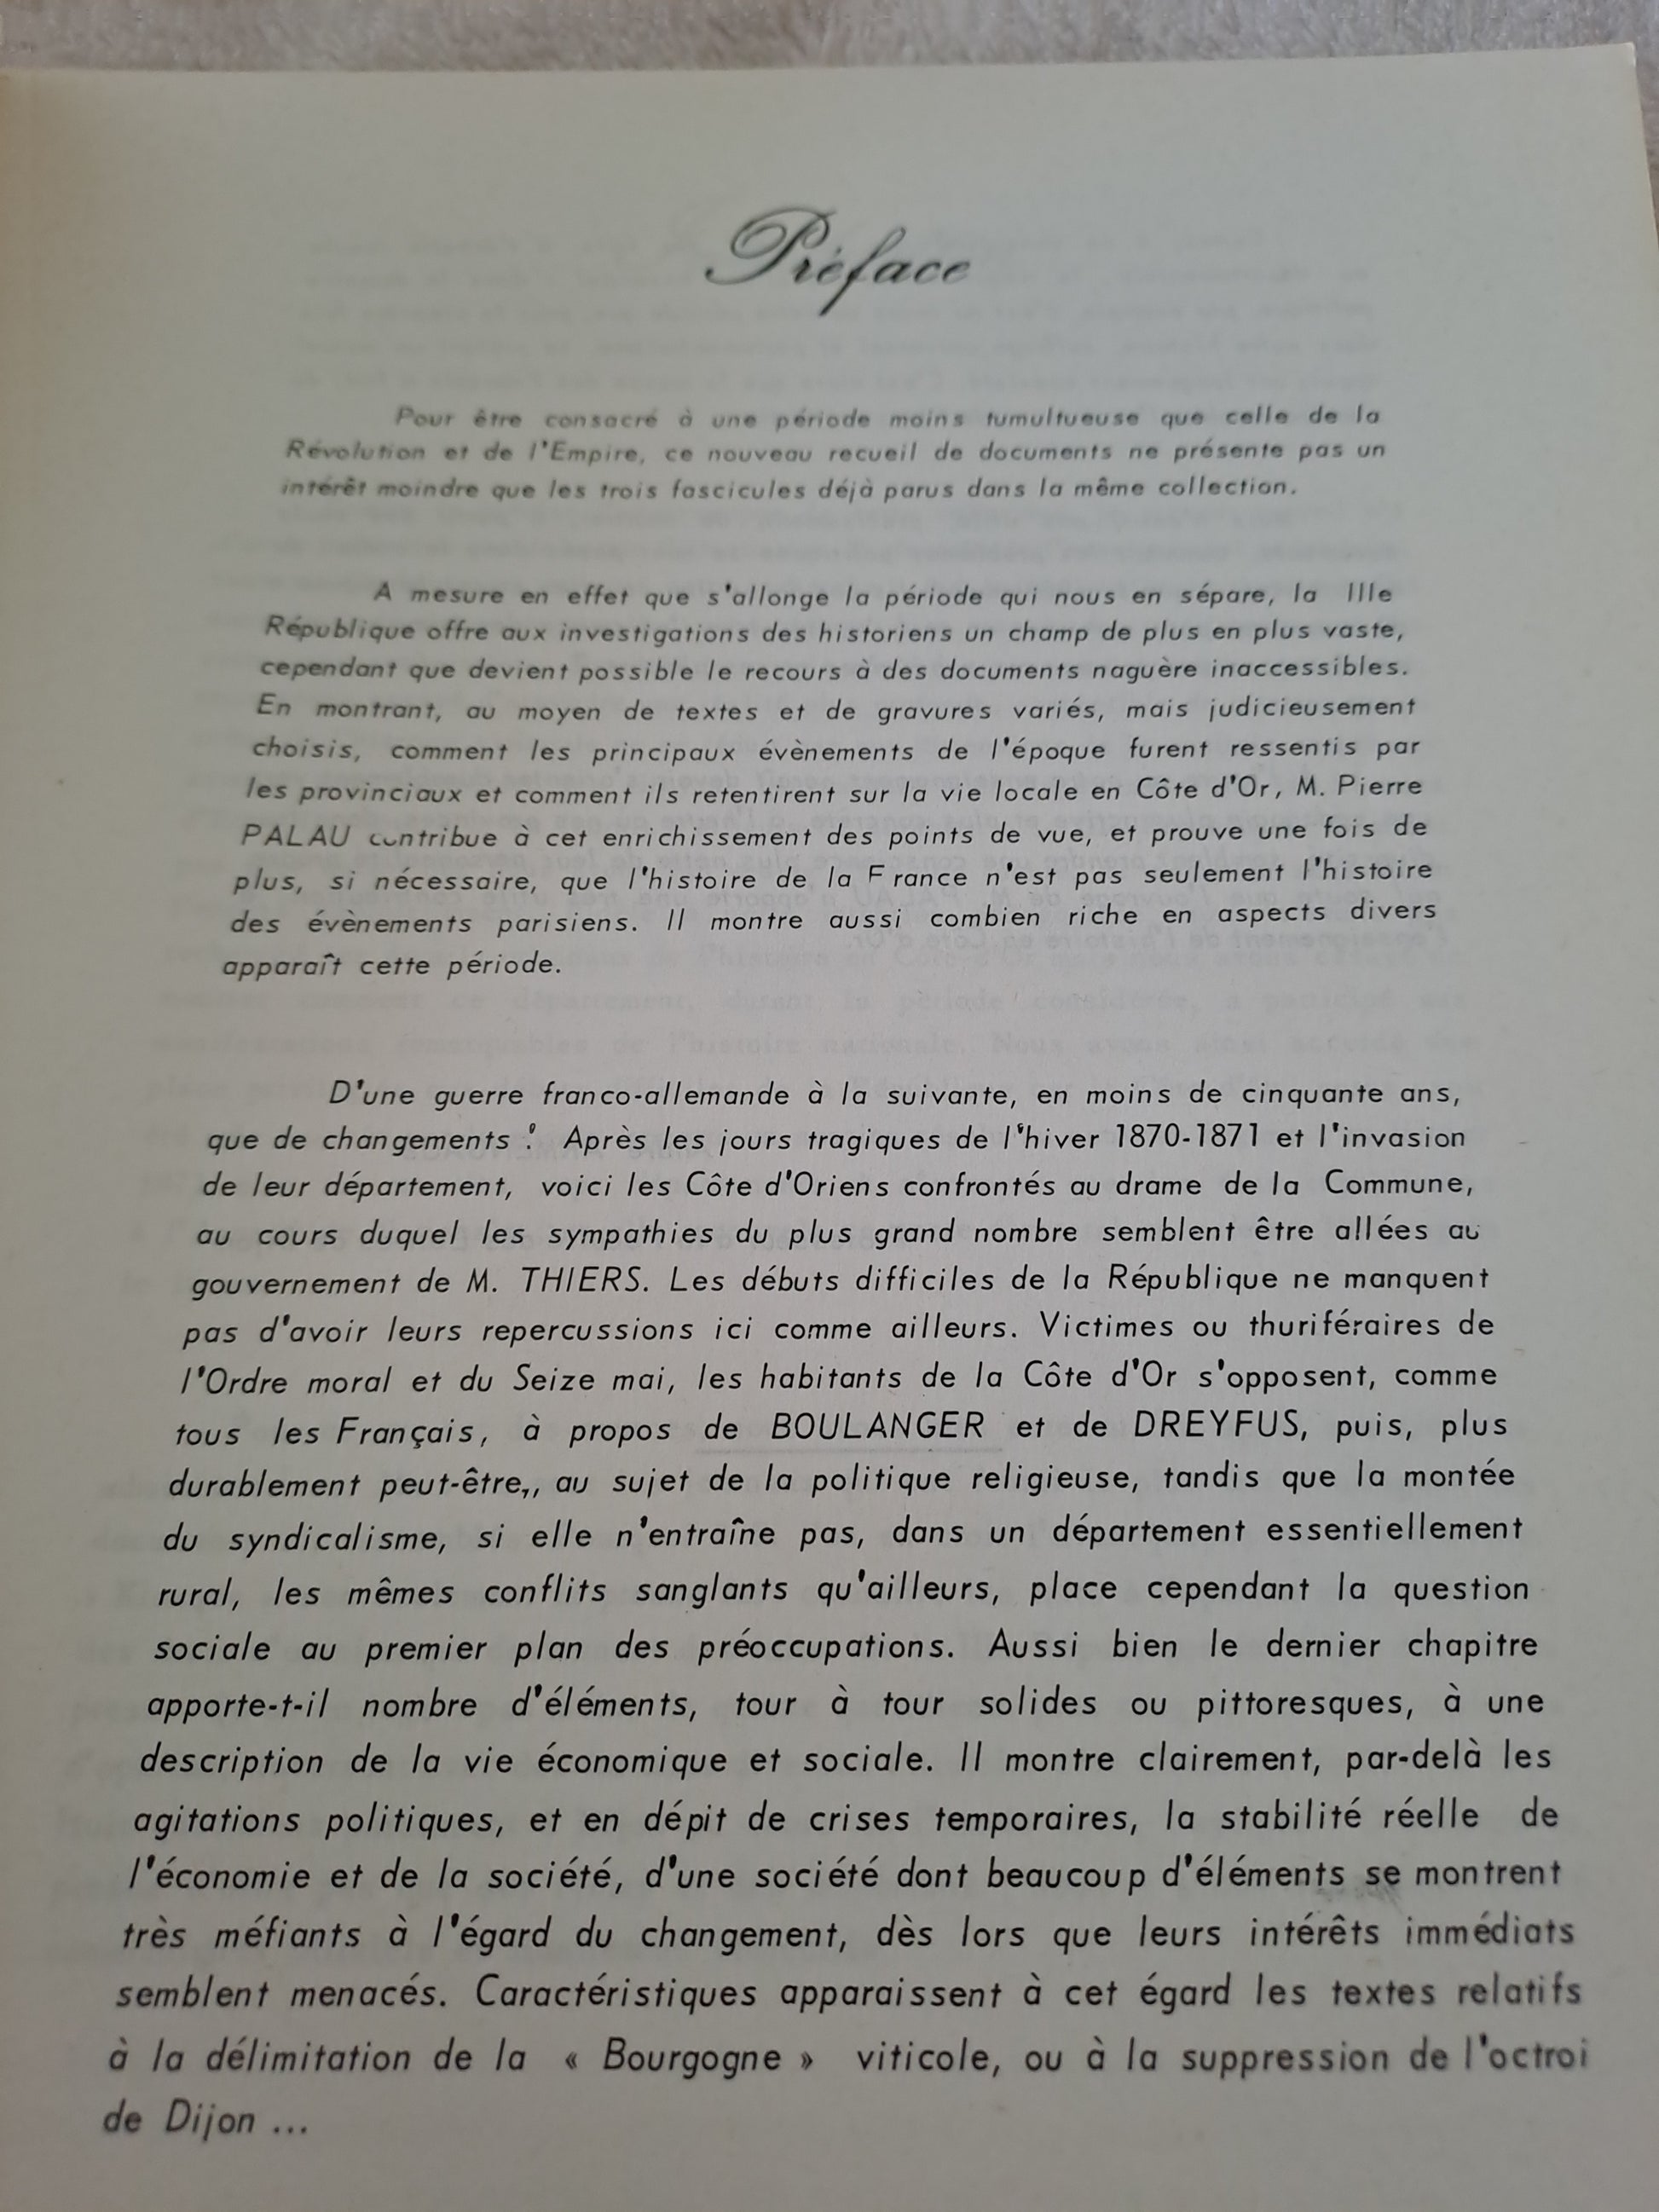 Préface
Pour être consacré à une période moins tumultueuse que celle de la
Révolution et de l'Empire, ce nouveau recueil de documents ne présente pas un
intérêt moindre que les trois fascicules déjà parus dans la même collection.
A mesure en effet que s'allonge la période qui nous en sépare, la IIIe
République offre aux investigations des historiens un champ de plus en plus vaste,
cependant que devient possible le recours à des documents naguère inaccessibles.
En montrant, au moyen de textes et de gravures variés, mais judicieusement
choisis, comment les principaux évènements de l'époque furent ressentis par
les provinciaux et comment ils retentirent sur la vie locale en Côte d'Or, M. Pierre
PALAU contribue à cet enrichissement des points de vue, et prouve une fois de
plus, si nécessaire, que l'histoire de la France n'est pas seulement l'histoire
des évènements parisiens. Il montre aussi combien riche en aspects divers
apparaît cette période.
D'une guerre franco-allemande à la suivante, en moins de cinquante ans,
que de changements ! Après les jours tragiques de l'hiver 1870-1871 et l'invasion
de leur département, voici les Côte d'Oriens confrontés au drame de la Commune,
au cours duquel les sympathies du plus grand nombre semblent être allées au
gouvernement de M. THIERS. Les débuts difficiles de la République ne manquent
pas d'avoir leurs repercussions ici comme ailleurs. Victimes ou thuriféraires de
l'Ordre moral et du Seize mai, les habitants de la Côte d'Or s'opposent, comme
tous les Français, à propos de BOULANGER et de DREYFUS, puis, plus
durablement peut-être,, au sujet de la politique religieuse, tandis que la montée
du syndicalisme, si elle n'entraîne pas, dans un département essentiellement
rural, les mêmes conflits sanglants qu'ailleurs, place cependant la question
sociale au premier plan des préoccupations. Aussi bien le dernier chapitre
apporte-t-il nombre d'éléments, tour à tour solides ou pittoresques, à une
description de la vie économique et sociale. Il montre clairement, par-delà les
agitations politiques, et en dépit de crises temporaires, la stabilité réelle de
l'économie et de la société, d'une société dont beaucoup d'éléments se montrent
très méfiants à l'égard du changement, dès lors que leurs intérêts immédiats
semblent menacés. Caractéristiques apparaissent à cet égard les textes relatifs
à la délimitation de la « Bourgogne » viticole, ou à la suppression de l'octroi
de Dijon ...